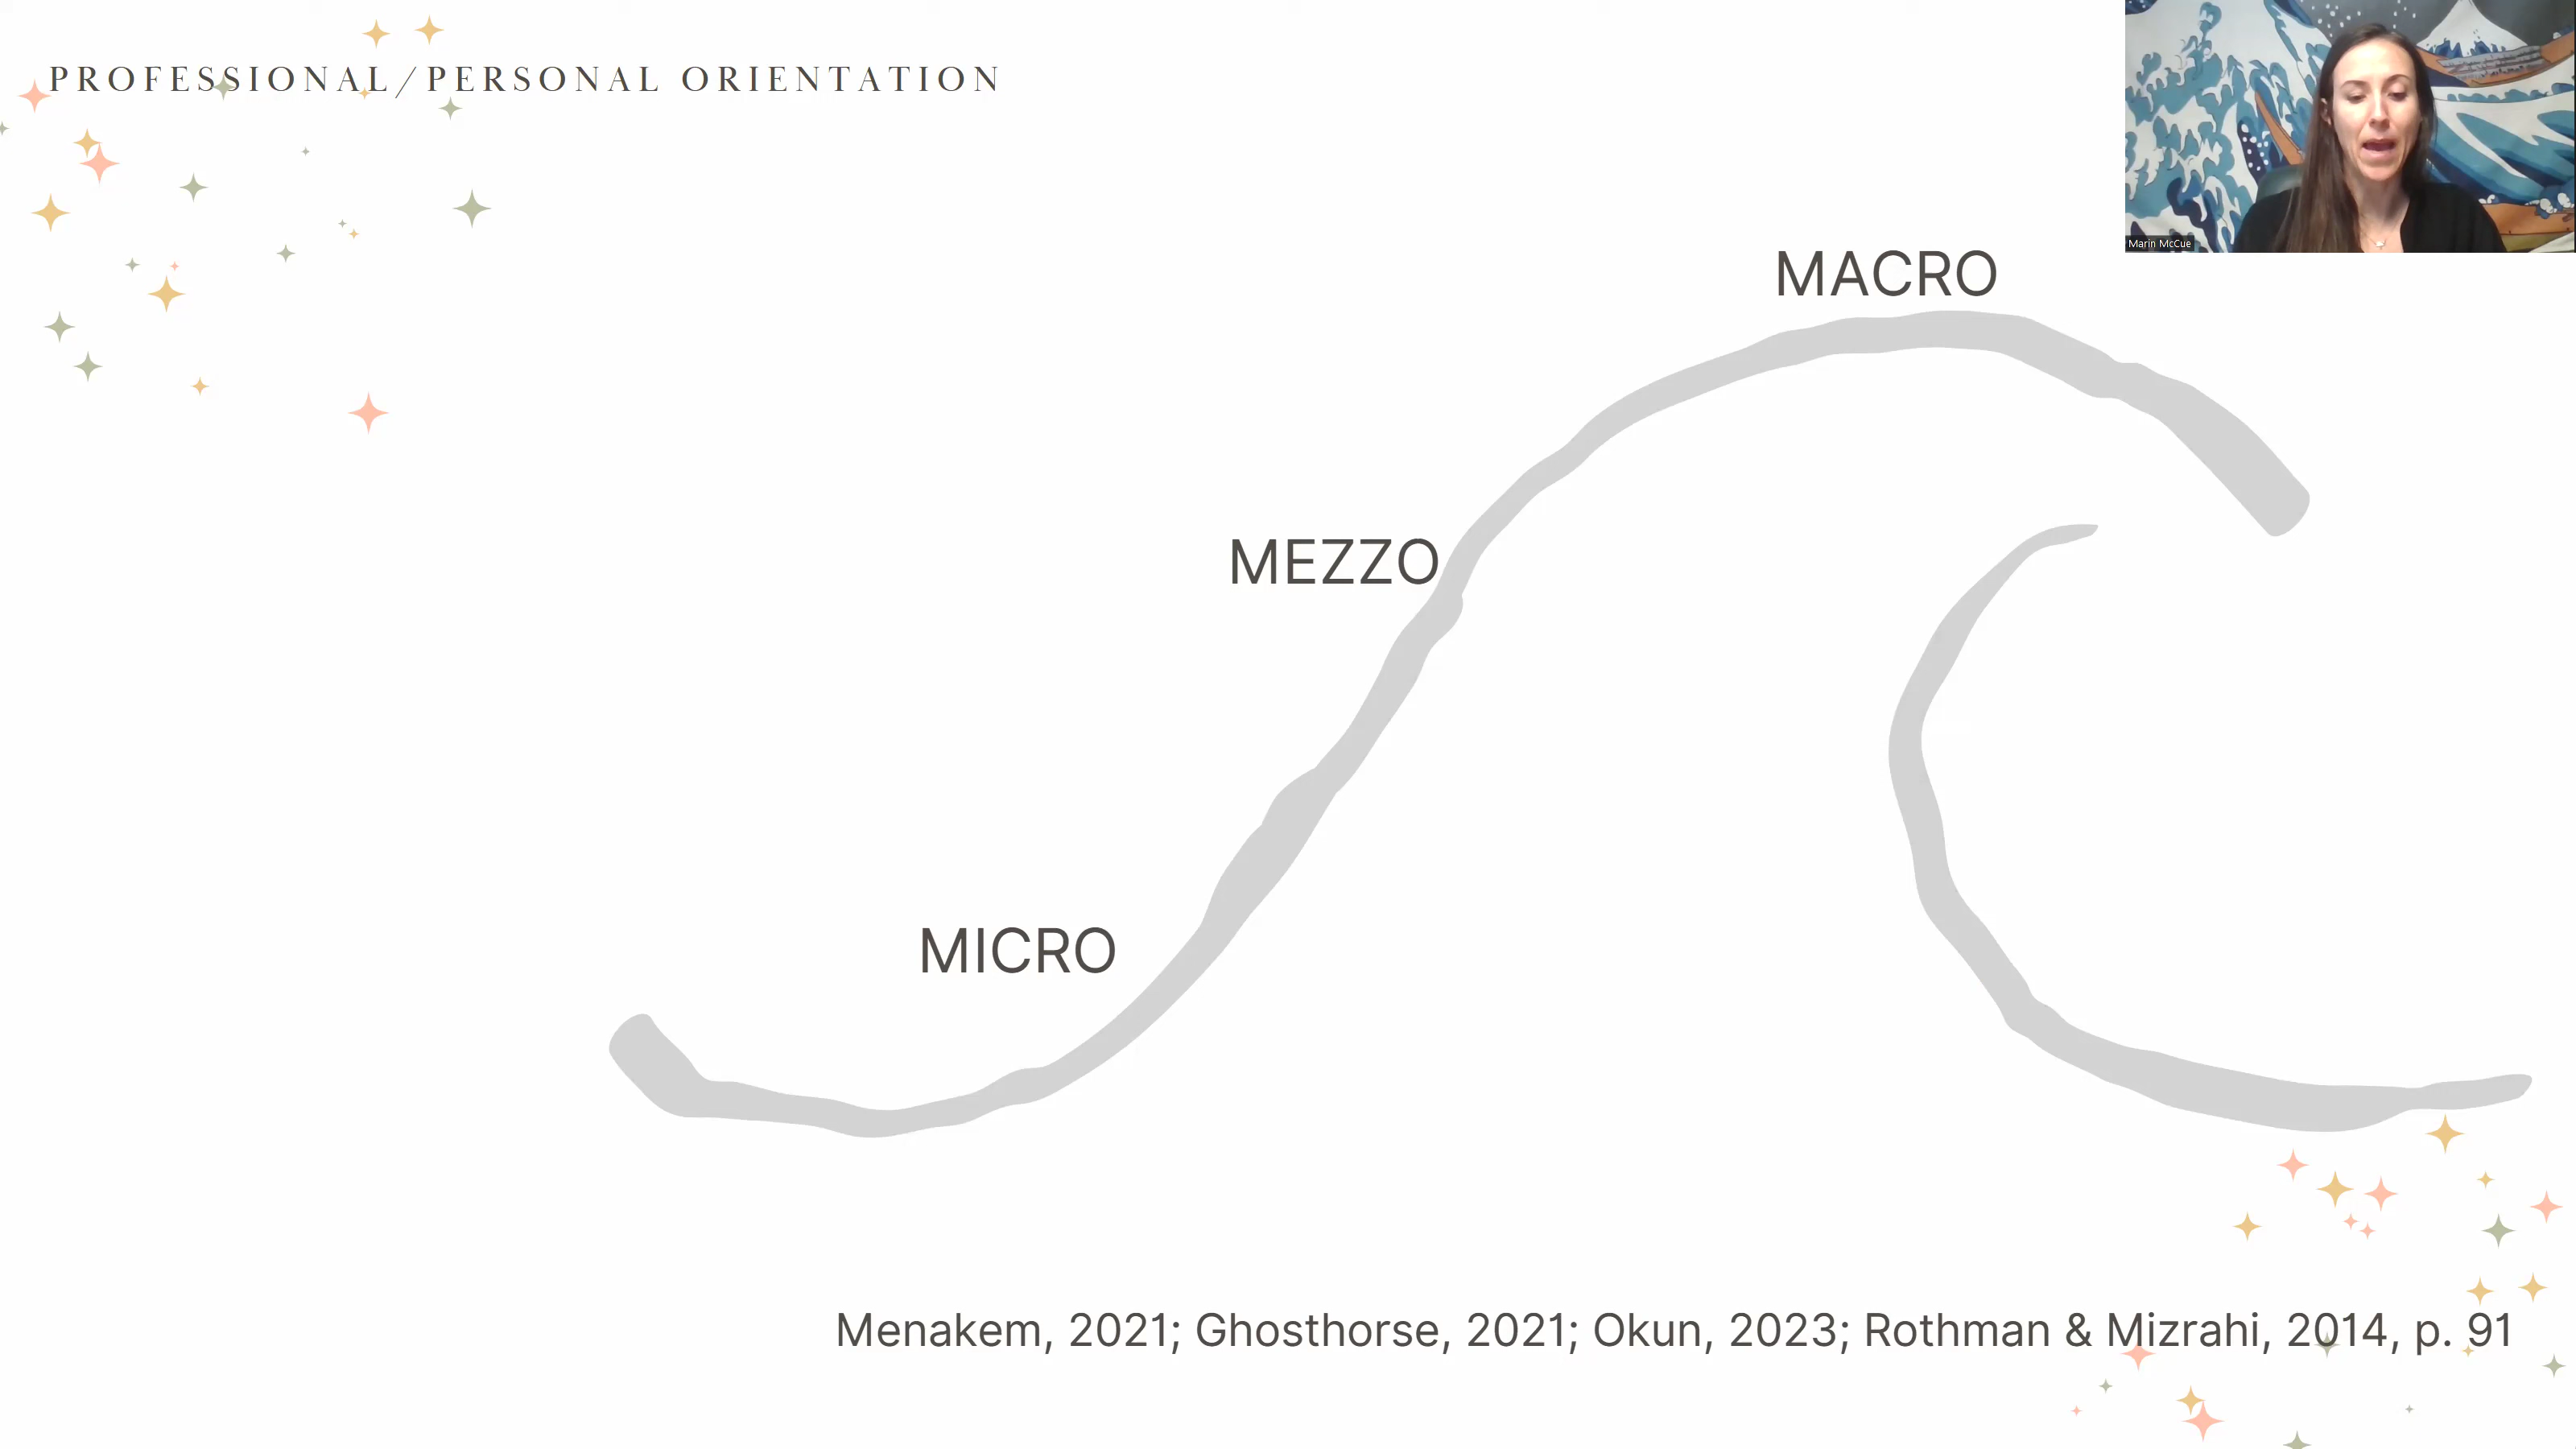 PROFESSIONAL/PERSONAL ORIENTATION
Marin McCue
MACRO
MEZZO
MICRO
Menakem, 2021; Ghosthorse, 2021; Okun, 2023; Rothman & Mizrahi, 2014, p. 91